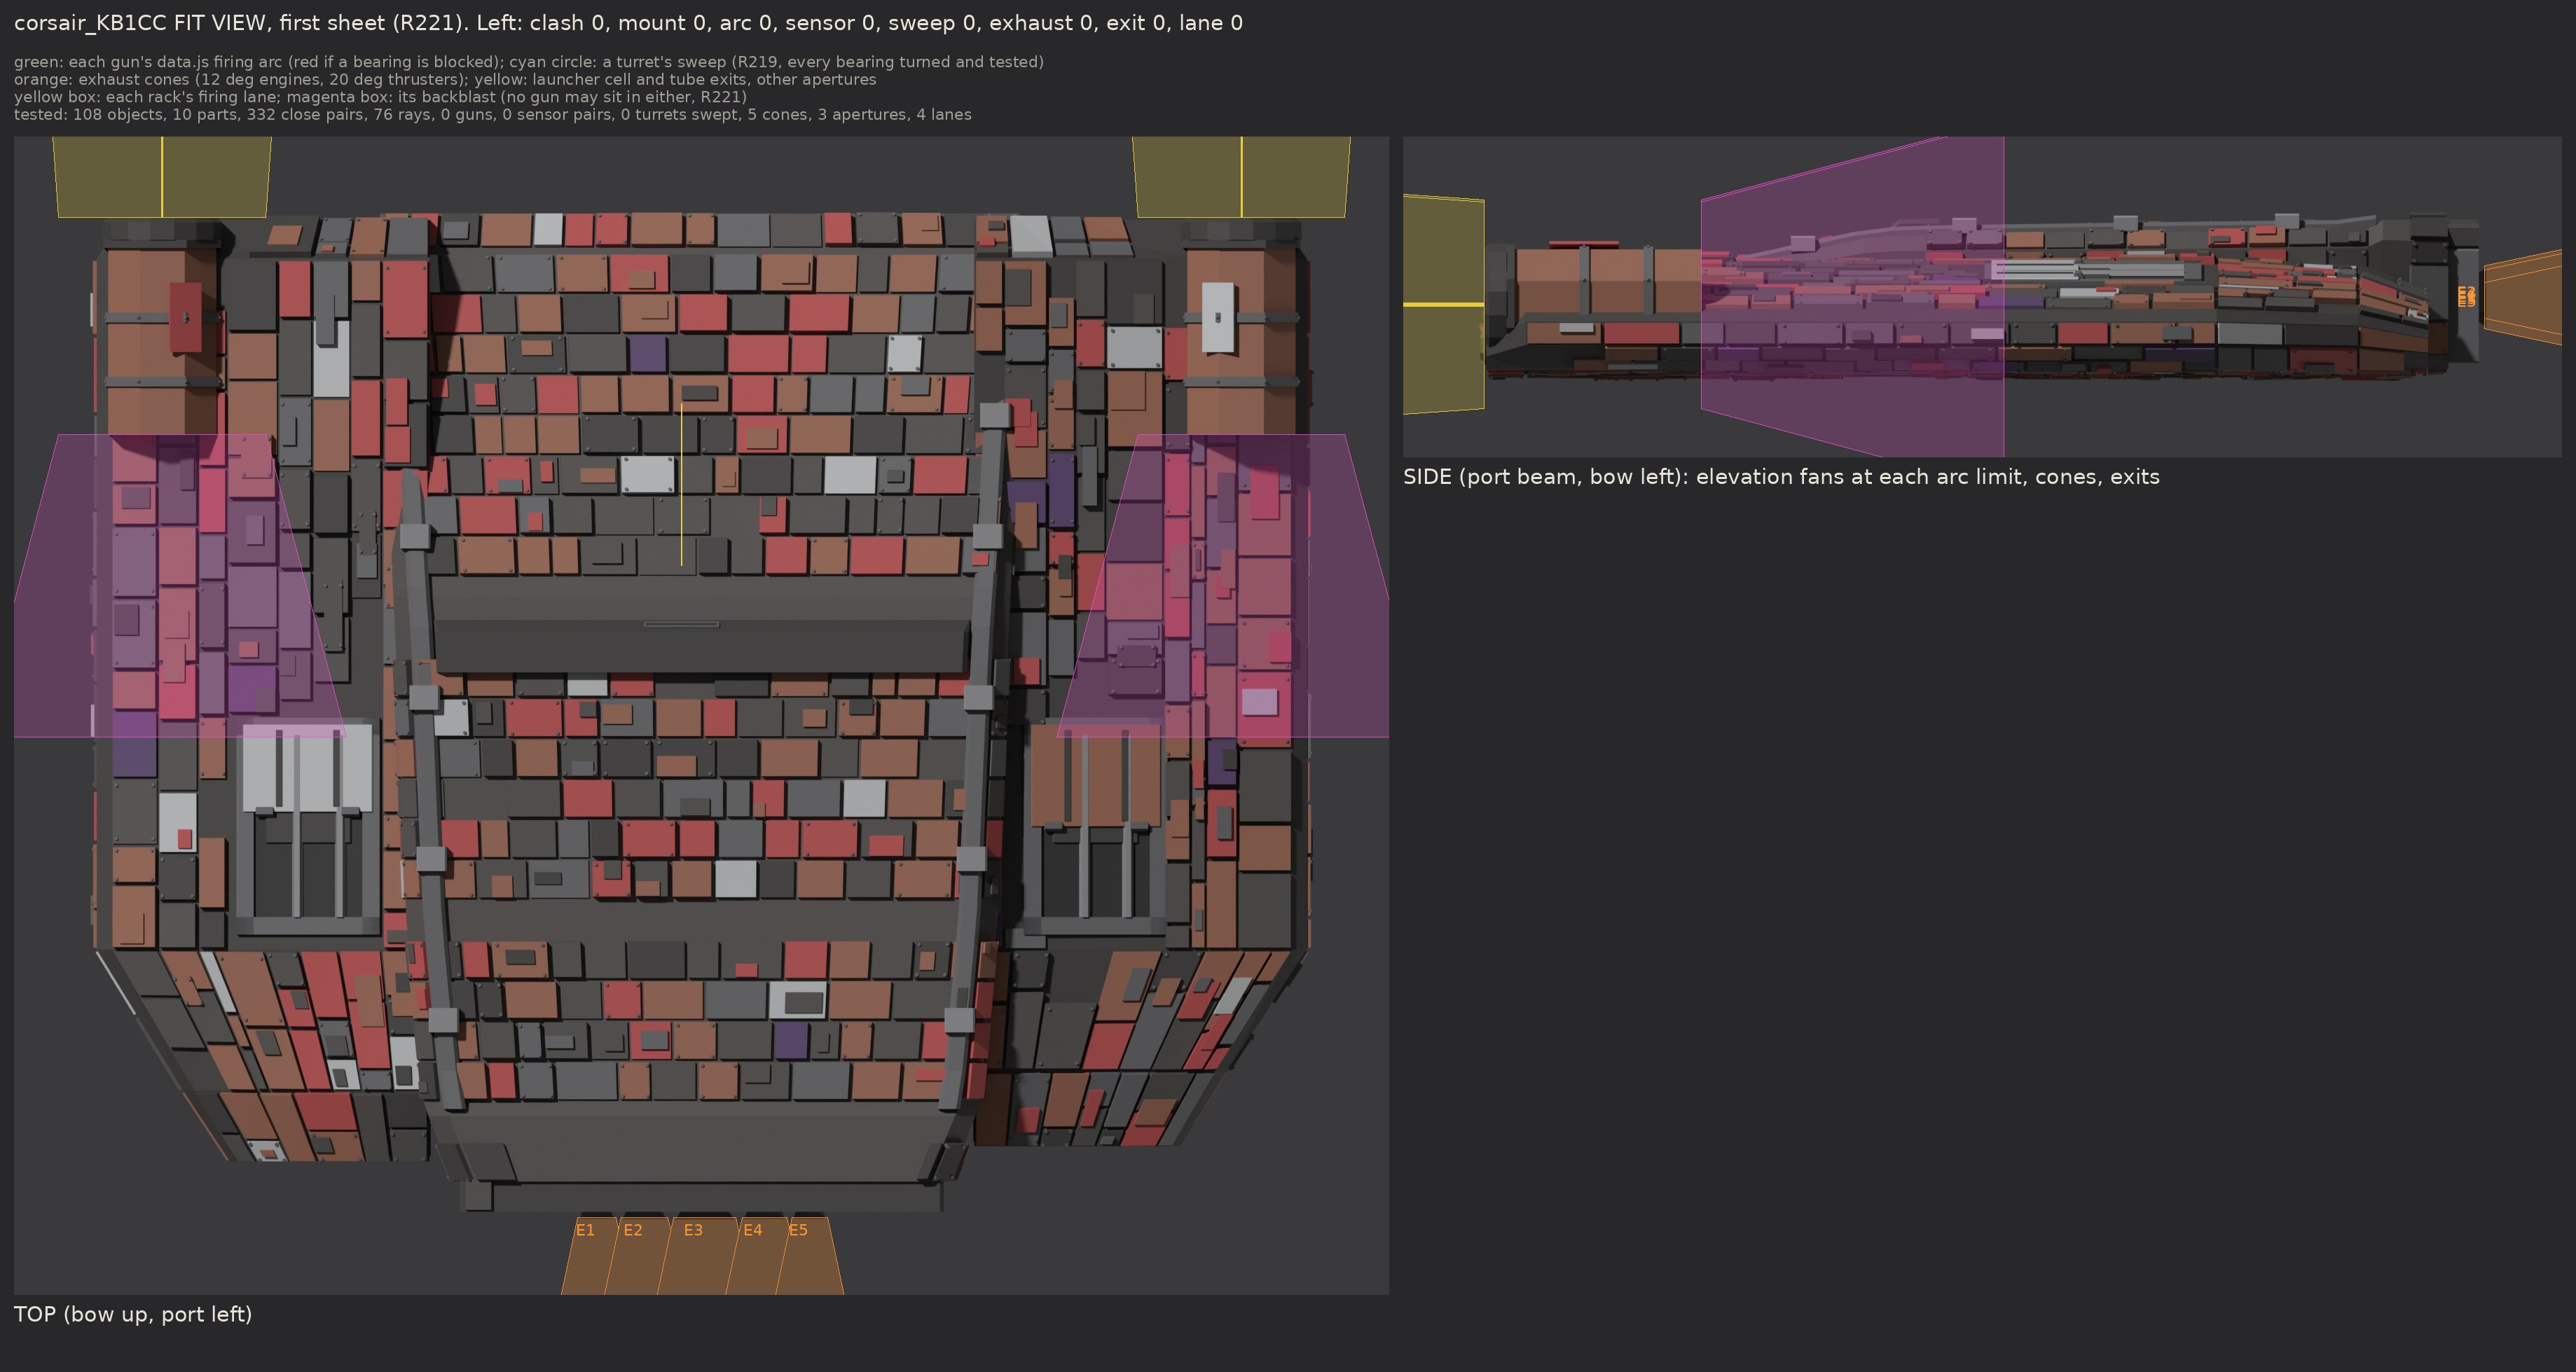 corsair_KB1CC FIT VIEW, first sheet (R221). Left: clash 0, mount 0, arc 0, sensor 0, sweep 0, exhaust 0, exit 0, lane 0
green: each gun's data.js firing arc (red if a bearing is blocked); cyan circle: a turret's sweep (R219, every bearing turned and tested)
orange: exhaust cones (12 deg engines, 20 deg thrusters); yellow: launcher cell and tube exits, other apertures
yellow box: each rack's firing lane; magenta box: its backblast (no gun may sit in either, R221)
tested: 108 objects, 10 parts, 332 close pairs, 76 rays, 0 guns, 0 sensor pairs, 0 turrets swept, 5 cones, 3 apertures, 4 lanes
SIDE (port beam, bow left): elevation fans at each arc limit, cones, exits
E1 E2 E3 E4 E5
TOP (bow up, port left)